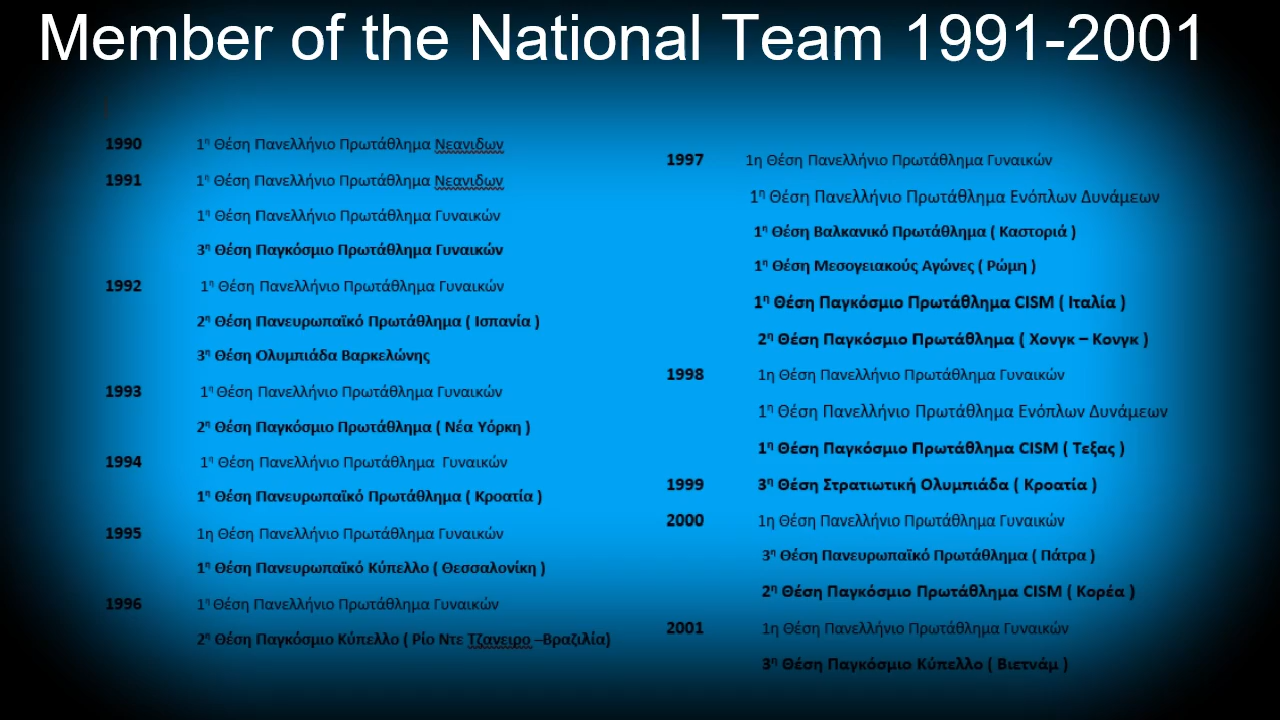 Member of the National Team 1991-2001
1990 1η Θέση Πανελλήνιο Πρωτάθλημα Νεανιδων
1991 1η Θέση Πανελλήνιο Πρωτάθλημα Νεανιδων
1η Θέση Πανελλήνιο Πρωτάθλημα Γυναικών
3η Θέση Παγκόσμιο Πρωτάθλημα Γυναικών
1992 1η Θέση Πανελλήνιο Πρωτάθλημα Γυναικών
2η Θέση Πανευρωπαϊκό Πρωτάθλημα ( Ισπανία )
3η Θέση Ολυμπιάδα Βαρκελώνης
1993 1η Θέση Πανελλήνιο Πρωτάθλημα Γυναικών
2η Θέση Παγκόσμιο Πρωτάθλημα ( Νέα Υόρκη )
1994 1η Θέση Πανελλήνιο Πρωτάθλημα Γυναικών
1η Θέση Πανευρωπαϊκό Πρωτάθλημα ( Κροατία )
1995 1η Θέση Πανελλήνιο Πρωτάθλημα Γυναικών
1η Θέση Πανευρωπαϊκό Κύπελλο ( Θεσσαλονίκη )
1996 1η Θέση Πανελλήνιο Πρωτάθλημα Γυναικών
2η Θέση Παγκόσμιο Κύπελλο ( Ρίο Ντε Τζανειρο –Βραζιλία)
1997 1η Θέση Πανελλήνιο Πρωτάθλημα Γυναικών
1η Θέση Πανελλήνιο Πρωτάθλημα Ενόπλων Δυνάμεων
1η Θέση Βαλκανικό Πρωτάθλημα ( Καστοριά )
1η Θέση Μεσογειακούς Αγώνες ( Ρώμη )
1η Θέση Παγκόσμιο Πρωτάθλημα CISM ( Ιταλία )
2η Θέση Παγκόσμιο Πρωτάθλημα ( Χονγκ – Κονγκ )
1998 1η Θέση Πανελλήνιο Πρωτάθλημα Γυναικών
1η Θέση Πανελλήνιο Πρωτάθλημα Ενόπλων Δυνάμεων
1η Θέση Παγκόσμιο Πρωτάθλημα CISM ( Τεξας )
1999 3η Θέση Στρατιωτική Ολυμπιάδα ( Κροατία )
2000 1η Θέση Πανελλήνιο Πρωτάθλημα Γυναικών
3η Θέση Πανευρωπαϊκό Πρωτάθλημα ( Πάτρα )
2η Θέση Παγκόσμιο Πρωτάθλημα CISM ( Κορέα )
2001 1η Θέση Πανελλήνιο Πρωτάθλημα Γυναικών
3η Θέση Παγκόσμιο Κύπελλο ( Βιετνάμ )